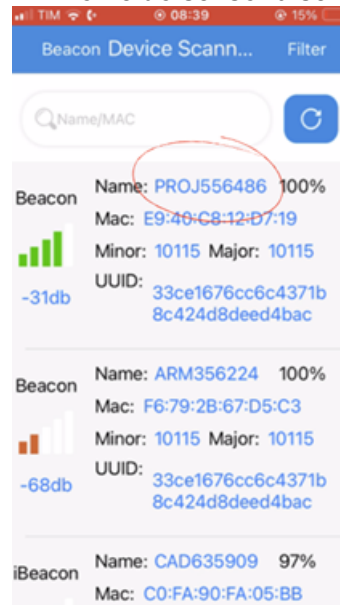 TIM 08:39 15%
Beacon Device Scann... Filter
Name/MAC
Name: PROJ556486 100%
Beacon
Mac: E9:40:C8:12:D7:19
Minor: 10115 Major: 10115
UUID:
-31db
33ce1676cc6c4371b
8c424d8deed4bac
Name: ARM356224 100%
Beacon
Mac: F6:79:2B:67:D5:C3
Minor: 10115 Major: 10115
UUID:
-68db
33ce1676cc6c4371b
8c424d8deed4bac
Name: CAD635909 97%
iBeacon
Mac: C0:FA:90:FA:05:BB